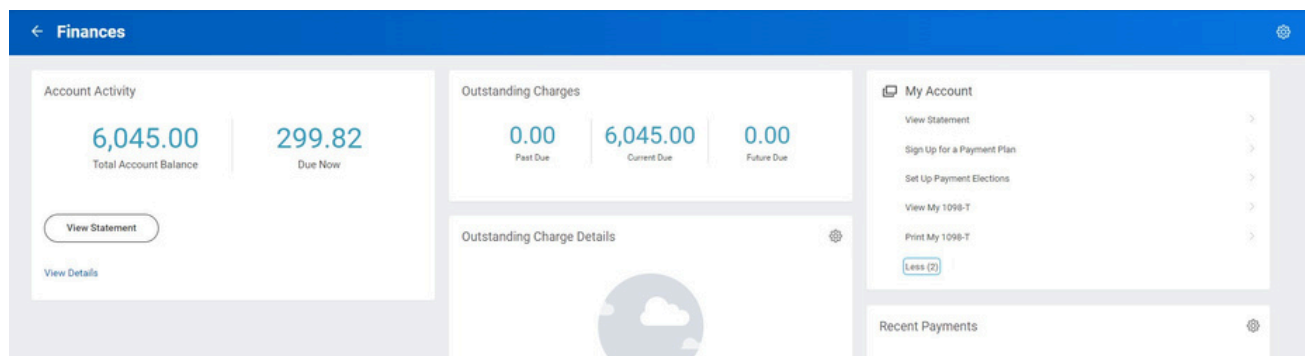 Finances
Account Activity
6,045.00
Total Account Balance
299.82
Due Now
View Statement
View Details
Outstanding Charges
0.00
Past Due
6,045.00
Current Due
0.00
Future Due
Outstanding Charge Details
My Account
View Statement
Sign Up for a Payment Plan
Set Up Payment Elections
View My 1098-T
Print My 1098-T
Less (2)
Recent Payments